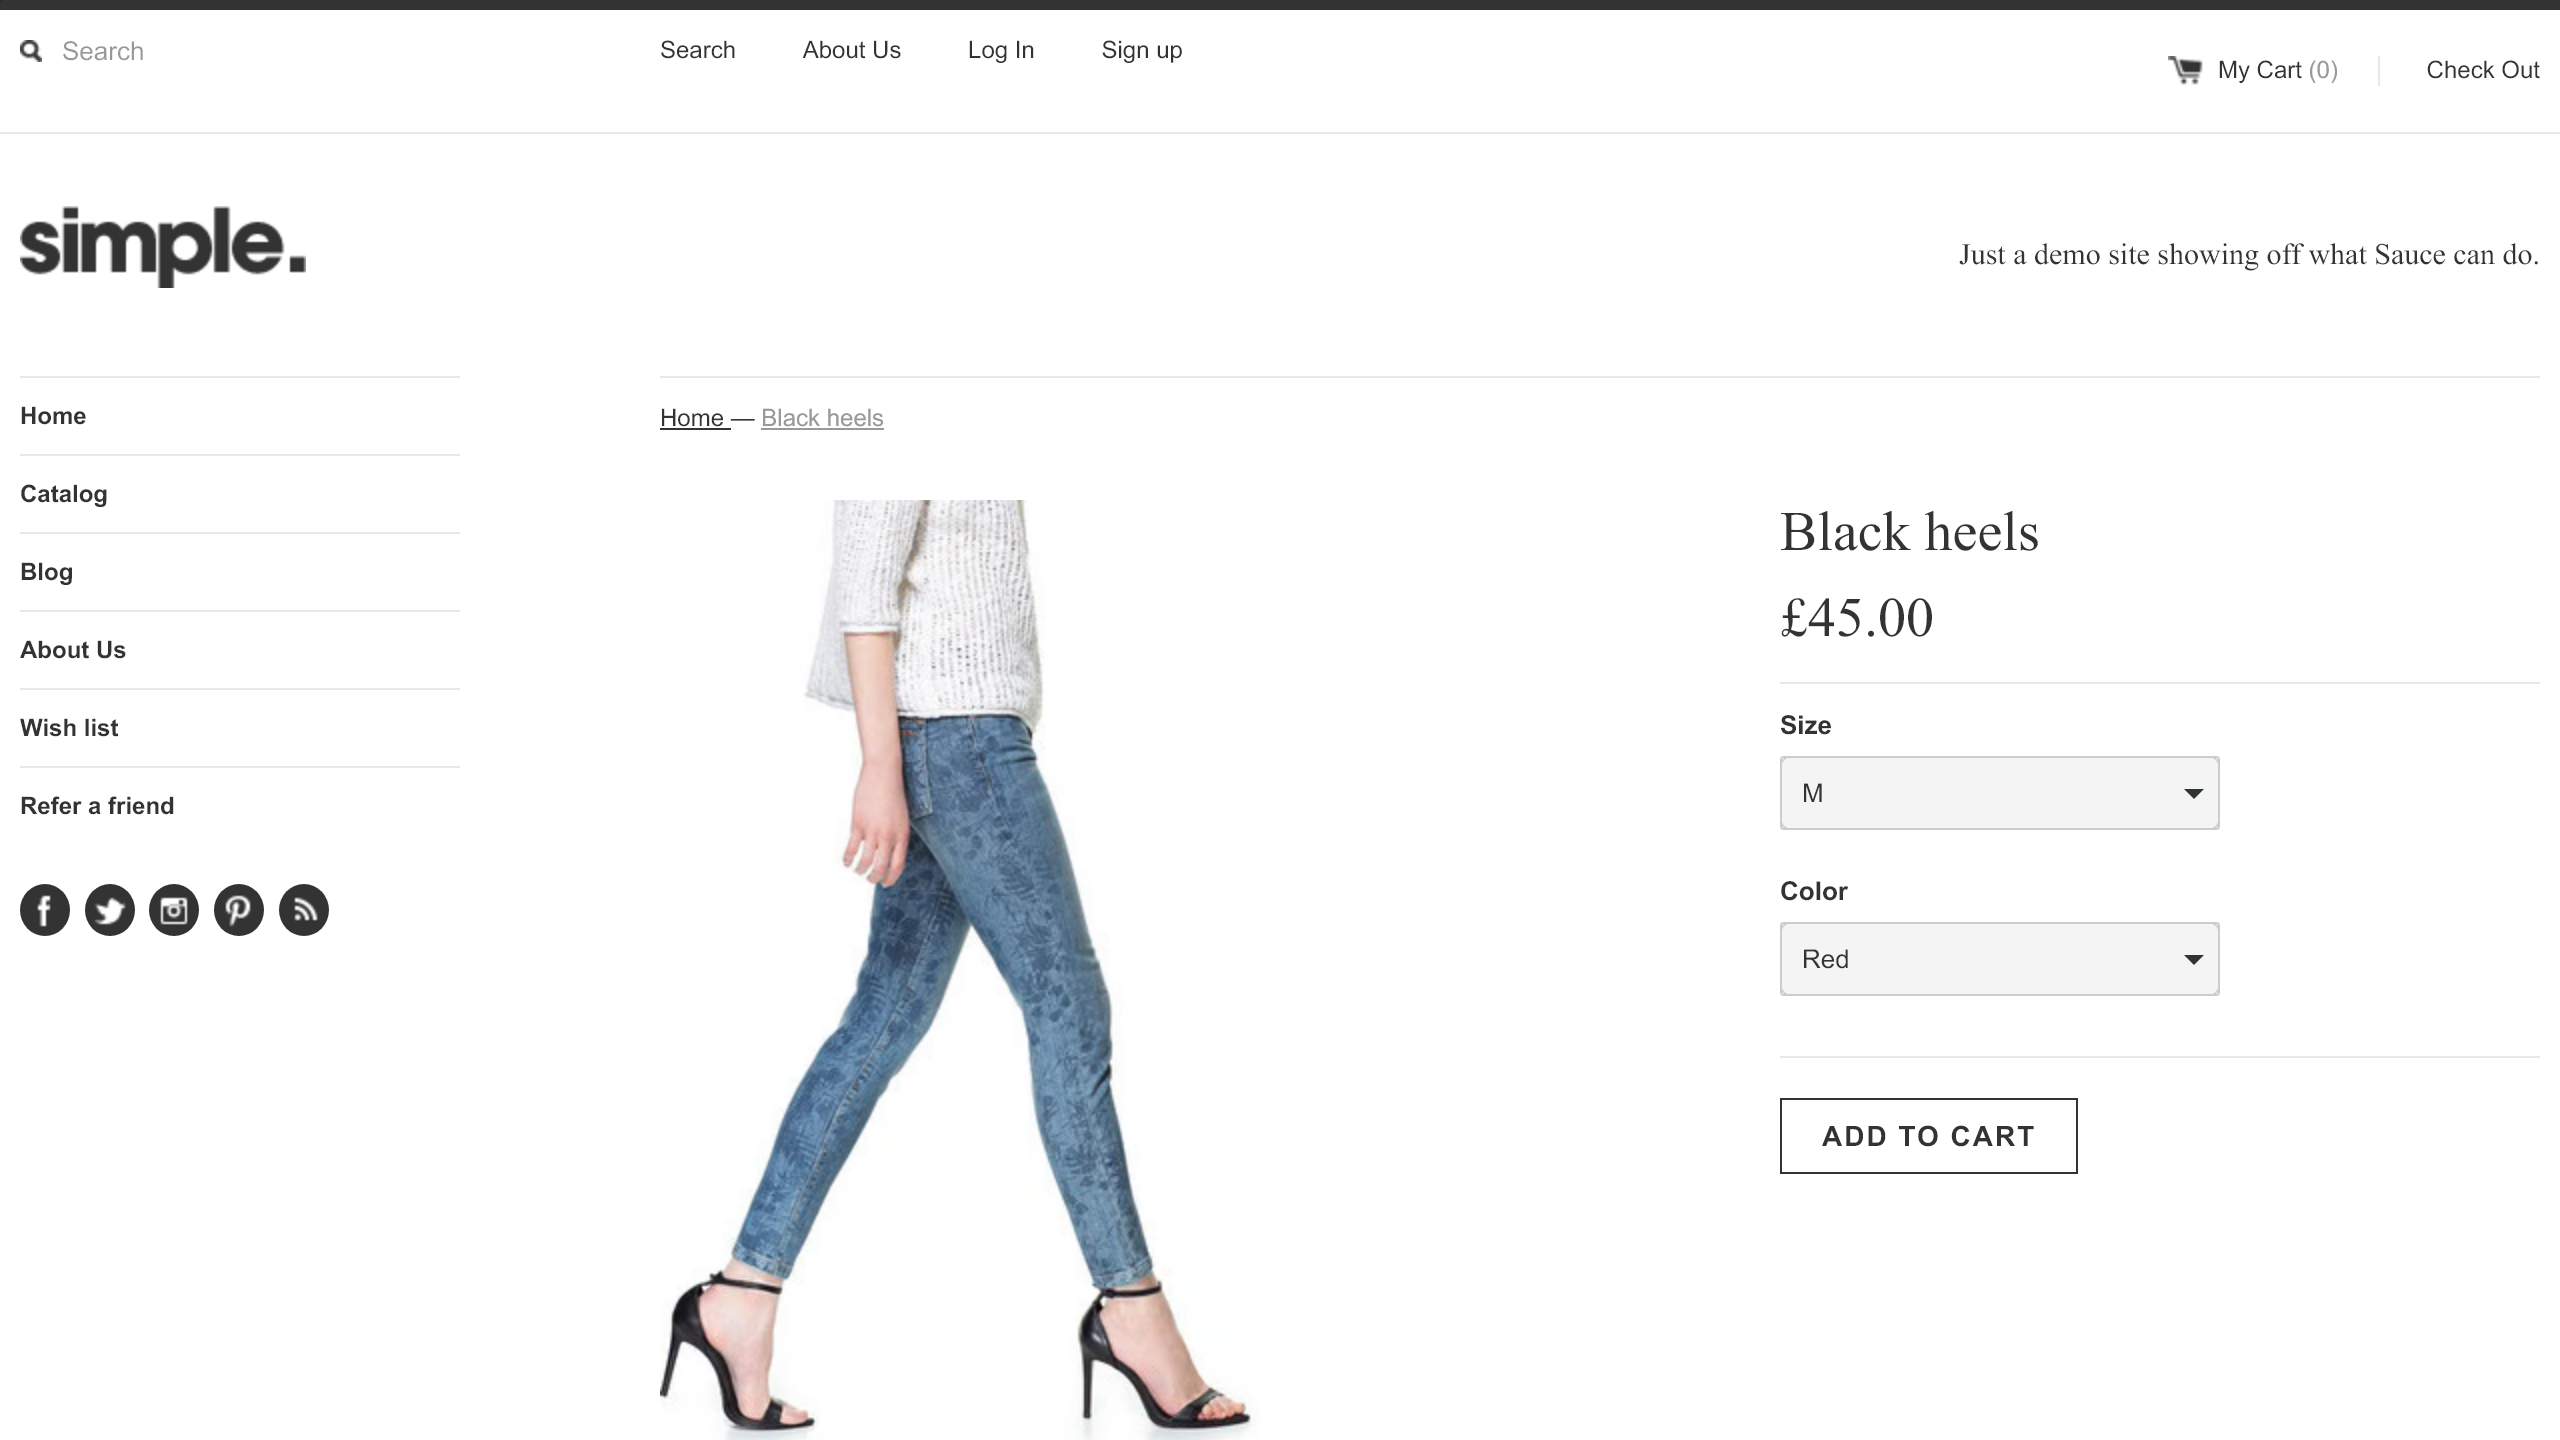 Search
Search
About Us
Log In
Sign up
My Cart (0)
Check Out
simple.
Just a demo site showing off what Sauce can do.
Home
Catalog
Blog
About Us
Wish list
Refer a friend
Home — Black heels
Black heels
£45.00
Size
M
Color
Red
ADD TO CART